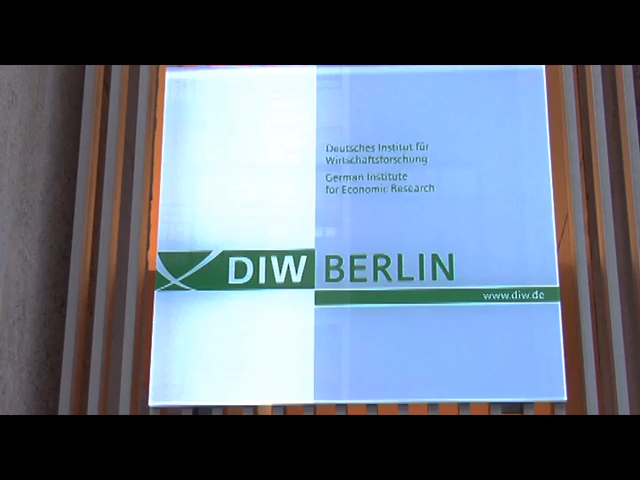 Deutsches Institut für
Wirtschaftsforschung
German Institute
for Economic Research
DIW BERLIN
www.diw.de